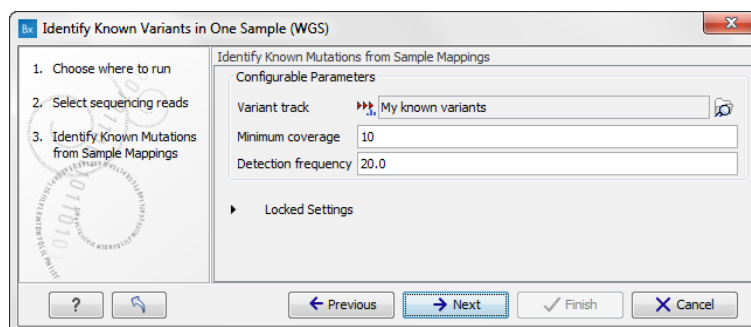 Bx Identify Known Variants in One Sample (WGS)
1. Choose where to run
2. Select sequencing reads
3. Identify Known Mutations
from Sample Mappings
Identify Known Mutations from Sample Mappings
Configurable Parameters
Variant track My known variants
Minimum coverage 10
Detection frequency 20.0
Locked Settings
? Previous Next Finish Cancel